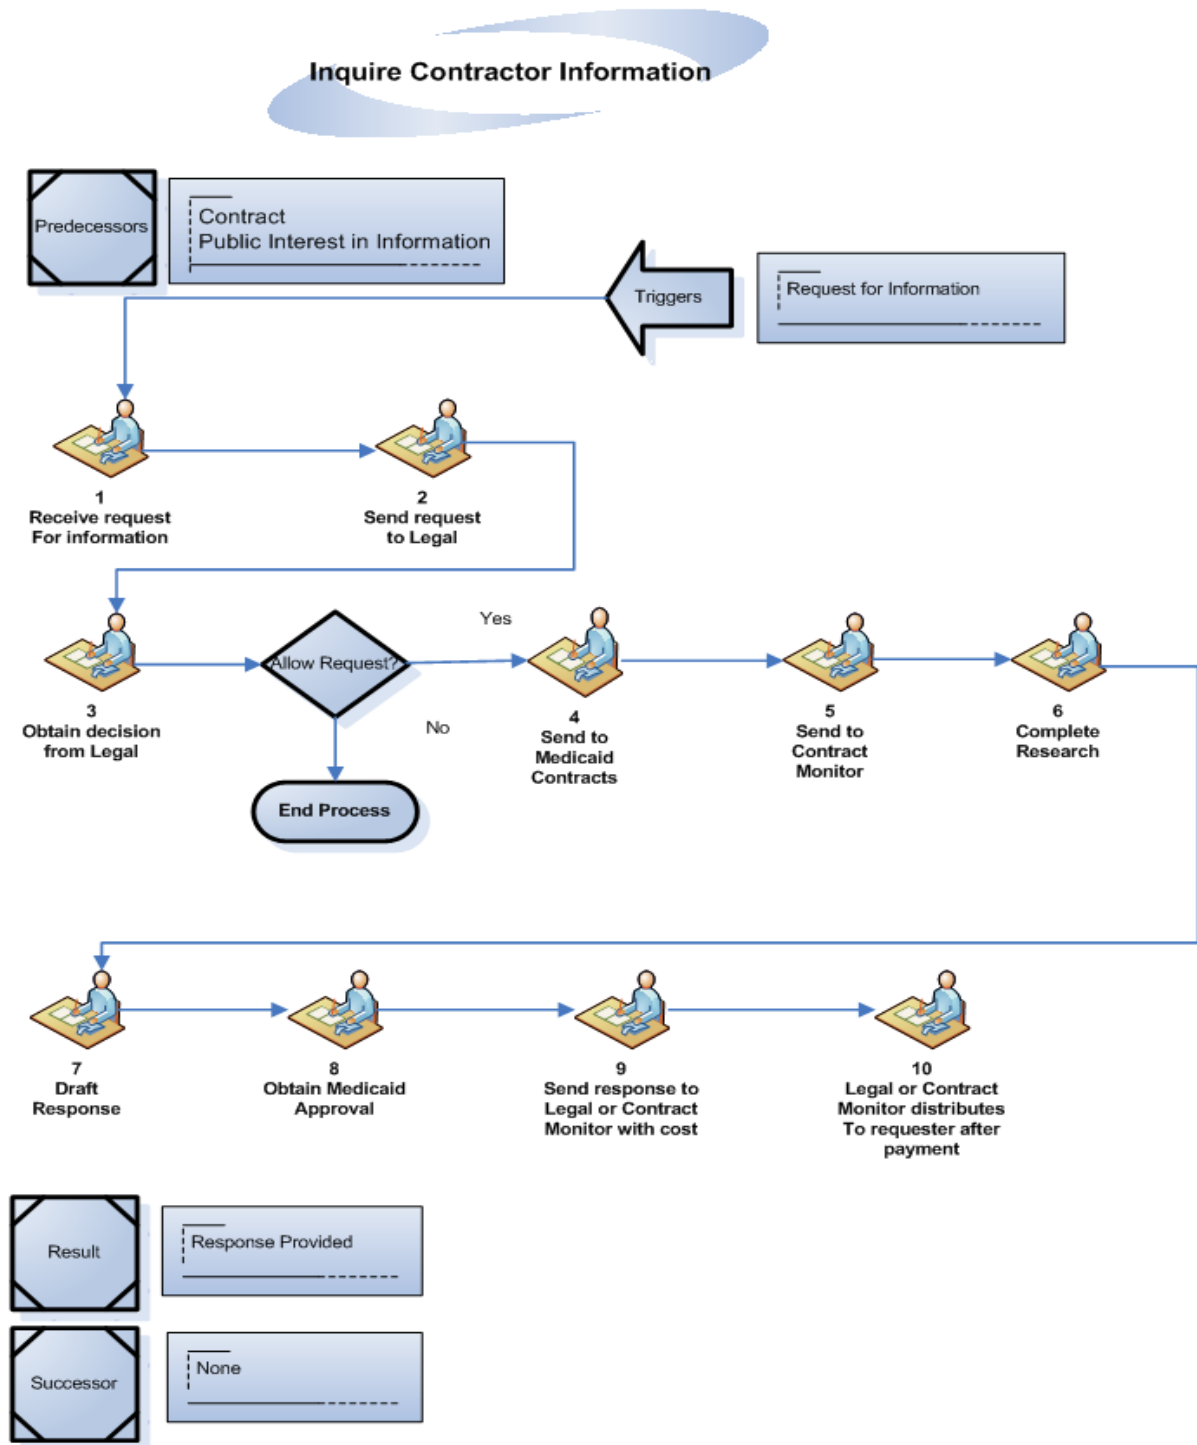 Inquire Contractor Information
Predecessors
Contract
Public Interest in Information
Triggers
Request for Information
1
Receive request
For information
2
Send request
to Legal
3
Obtain decision
from Legal
Allow Request?
Yes
No
End Process
4
Send to
Medicaid
Contracts
5
Send to
Contract
Monitor
6
Complete
Research
7
Draft
Response
8
Obtain Medicaid
Approval
9
Send response to
Legal or Contract
Monitor with cost
10
Legal or Contract
Monitor distributes
To requester after
payment
Result
Response Provided
Successor
None